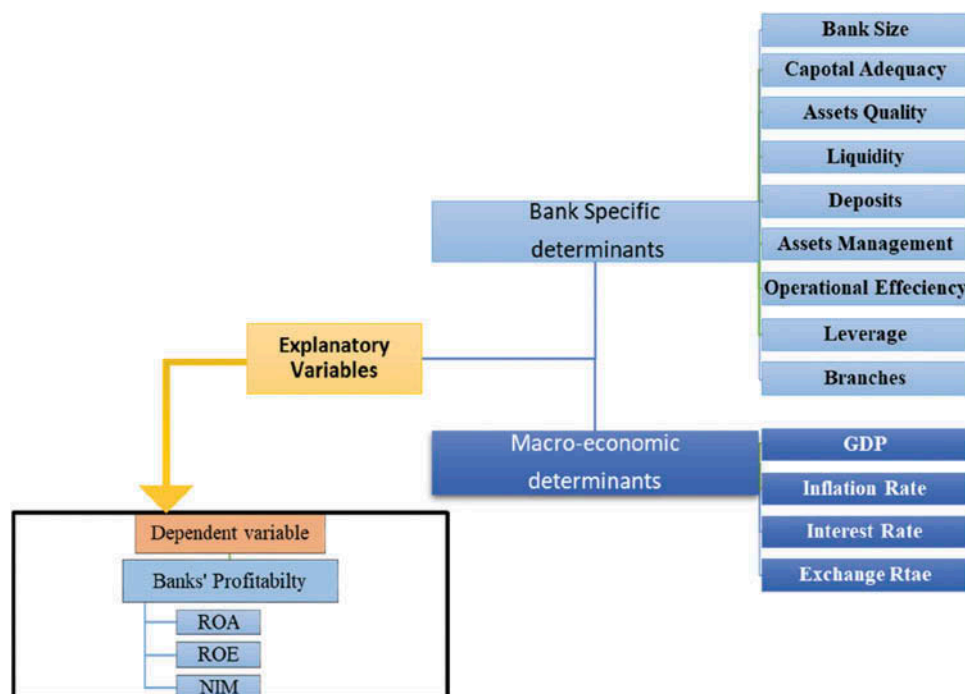 Bank Size
Capotal Adequacy
Assets Quality
Liquidity
Deposits
Assets Management
Operational Effeciency
Leverage
Branches
Bank Specific
determinants
Explanatory
Variables
Macro-economic
determinants
GDP
Inflation Rate
Interest Rate
Exchange Rtae
Dependent variable
Banks' Profitabilty
ROA
ROE
NIM